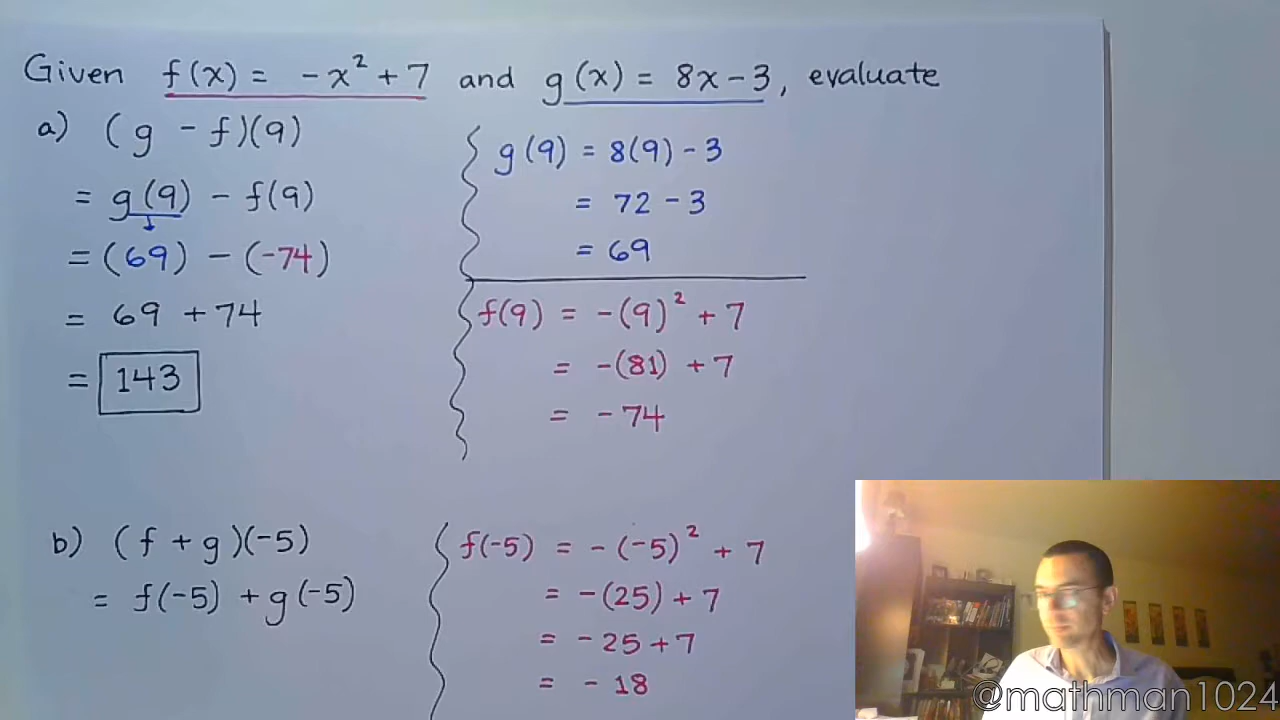 Given f(x) = -x² + 7 and g(x) = 8x - 3, evaluate
a) (g - f)(9)
= g(9) - f(9)
= (69) - (-74)
= 69 + 74
= 143
g(9) = 8(9) - 3
= 72 - 3
= 69
f(9) = -(9)² + 7
= -(81) + 7
= -74
b) (f + g)(-5)
= f(-5) + g(-5)
f(-5) = -(-5)² + 7
= -(25) + 7
= -25 + 7
= -18
@mathman1024